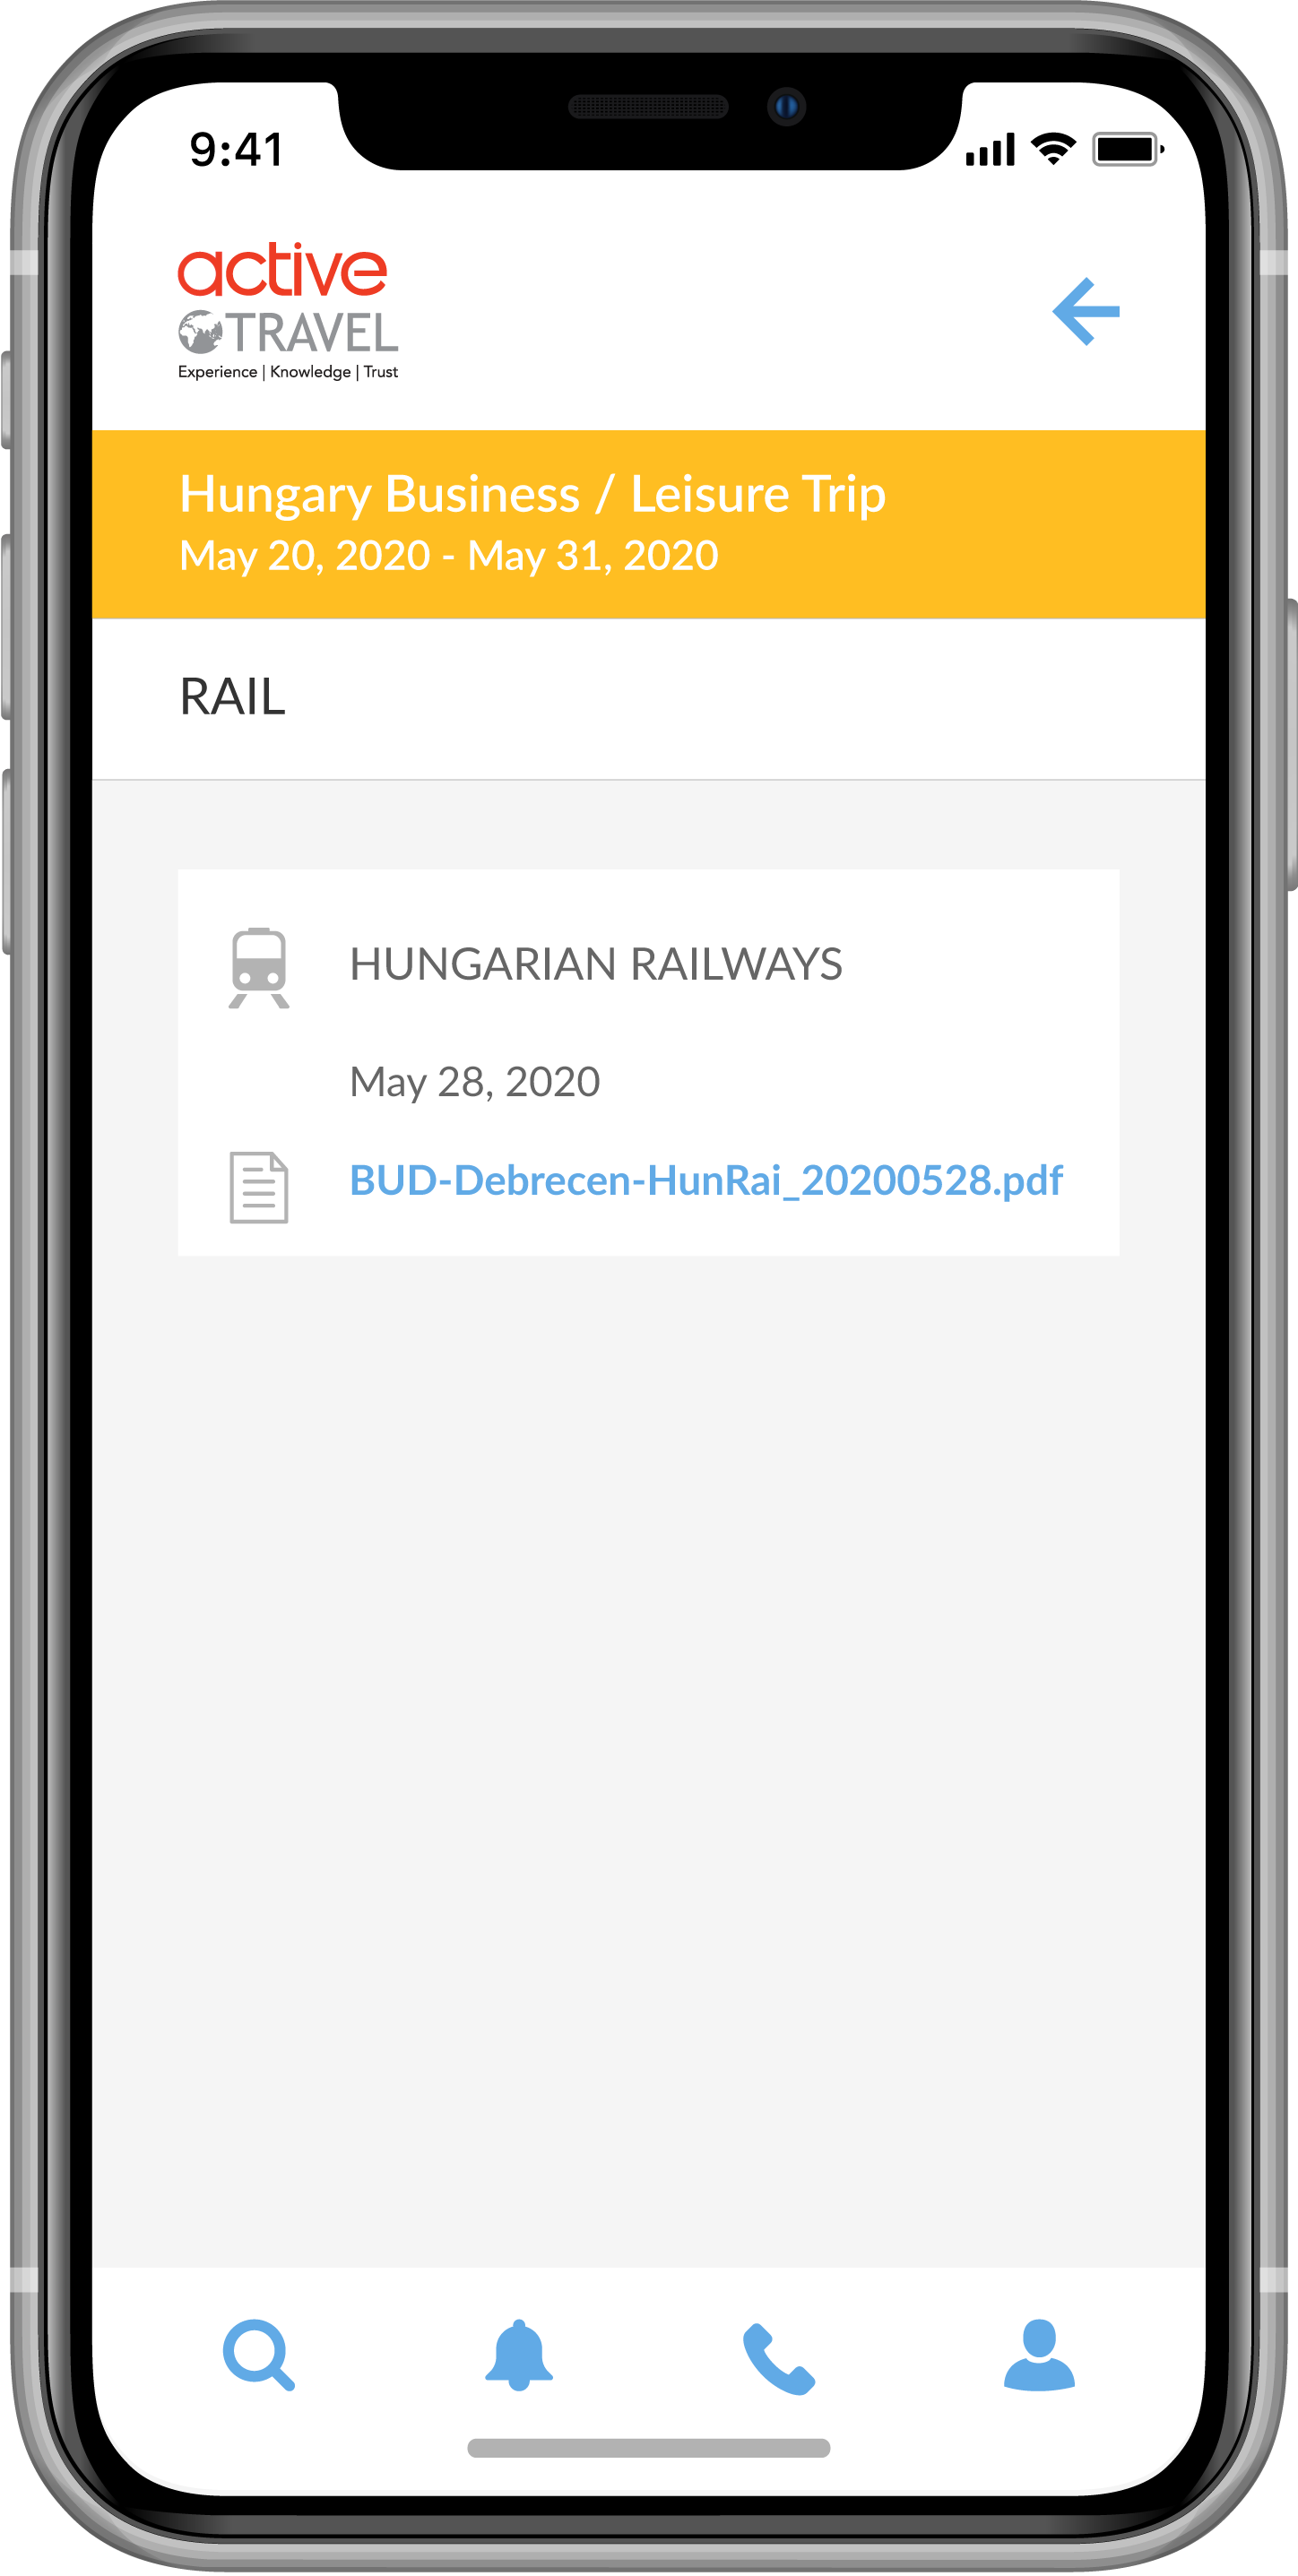 9:41
active
TRAVEL
Experience | Knowledge | Trust
Hungary Business / Leisure Trip
May 20, 2020 - May 31, 2020
RAIL
HUNGARIAN RAILWAYS
May 28, 2020
BUD-Debrecen-HunRai_20200528.pdf